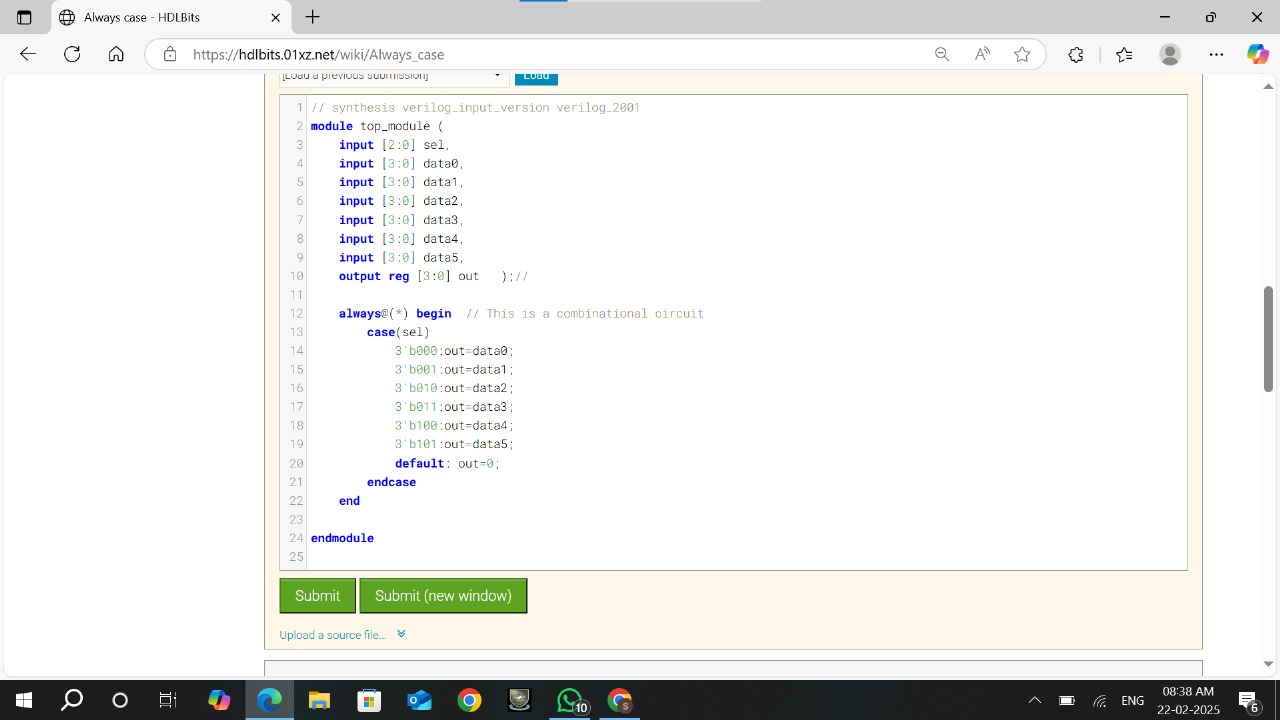 Always case - HDLBits
https://hdlbits.01xz.net/wiki/Always_case
[Load a previous submission]
Load
1 // synthesis verilog_input_version verilog_2001
2 module top_module (
3 input [2:0] sel,
4 input [3:0] data0,
5 input [3:0] data1,
6 input [3:0] data2,
7 input [3:0] data3,
8 input [3:0] data4,
9 input [3:0] data5,
10 output reg [3:0] out   );//
11
12 always@(*) begin  // This is a combinational circuit
13 case(sel)
14 3'b000:out=data0;
15 3'b001:out=data1;
16 3'b010:out=data2;
17 3'b011:out=data3;
18 3'b100:out=data4;
19 3'b101:out=data5;
20 default: out=0;
21 endcase
22 end
23
24 endmodule
25
Submit
Submit (new window)
Upload a source file...
10
S
ENG
08:38 AM
22-02-2025
6